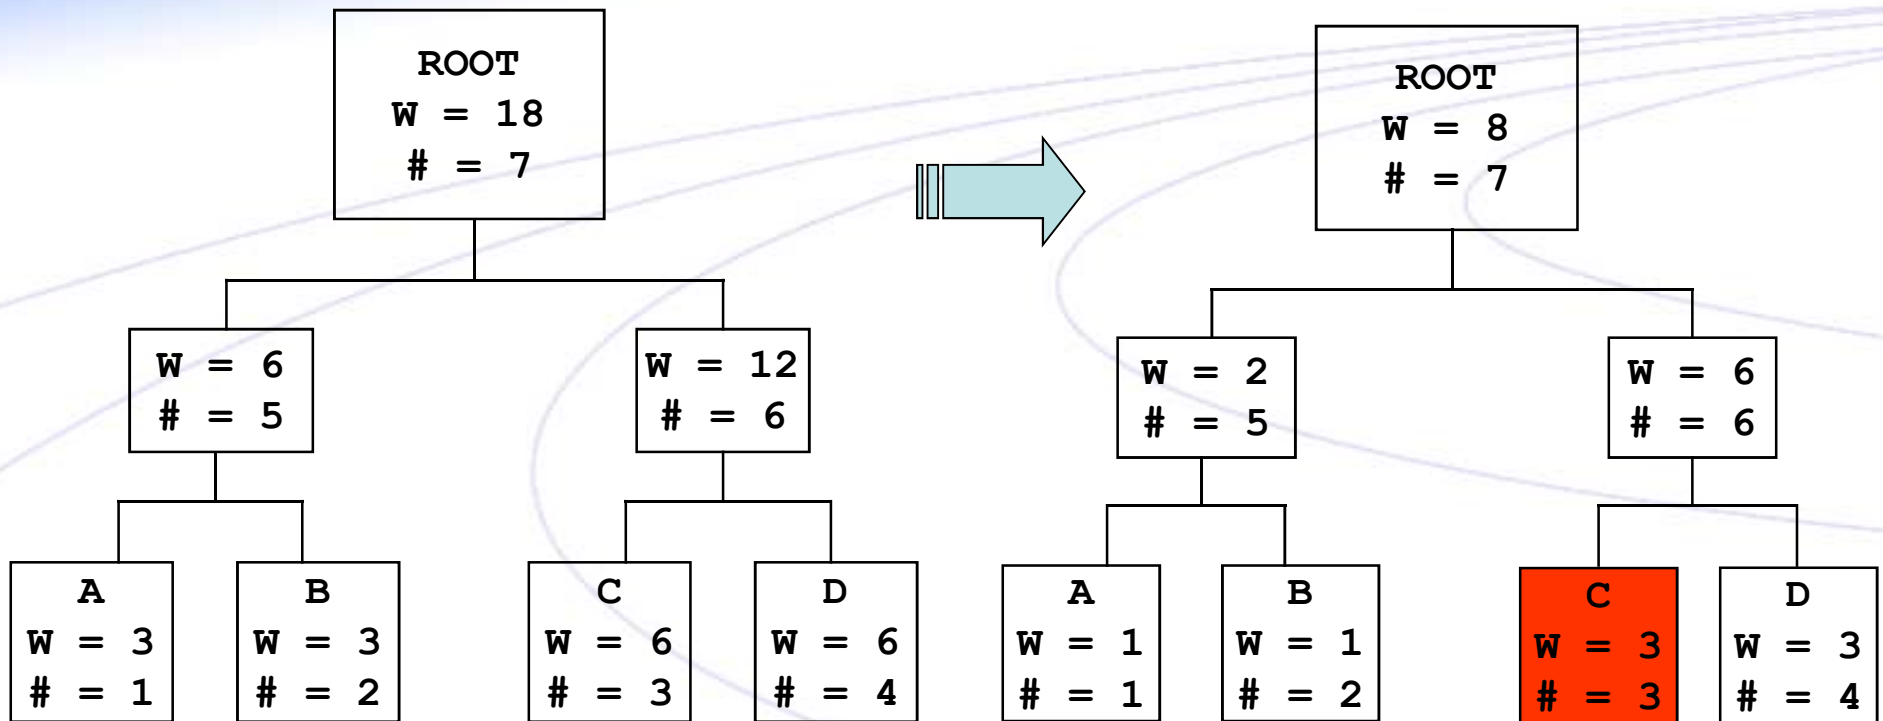 ROOT
W = 18
# = 7
W = 6
# = 5
W = 12
# = 6
A
W = 3
# = 1
B
W = 3
# = 2
C
W = 6
# = 3
D
W = 6
# = 4
ROOT
W = 8
# = 7
W = 2
# = 5
W = 6
# = 6
A
W = 1
# = 1
B
W = 1
# = 2
C
W = 3
# = 3
D
W = 3
# = 4